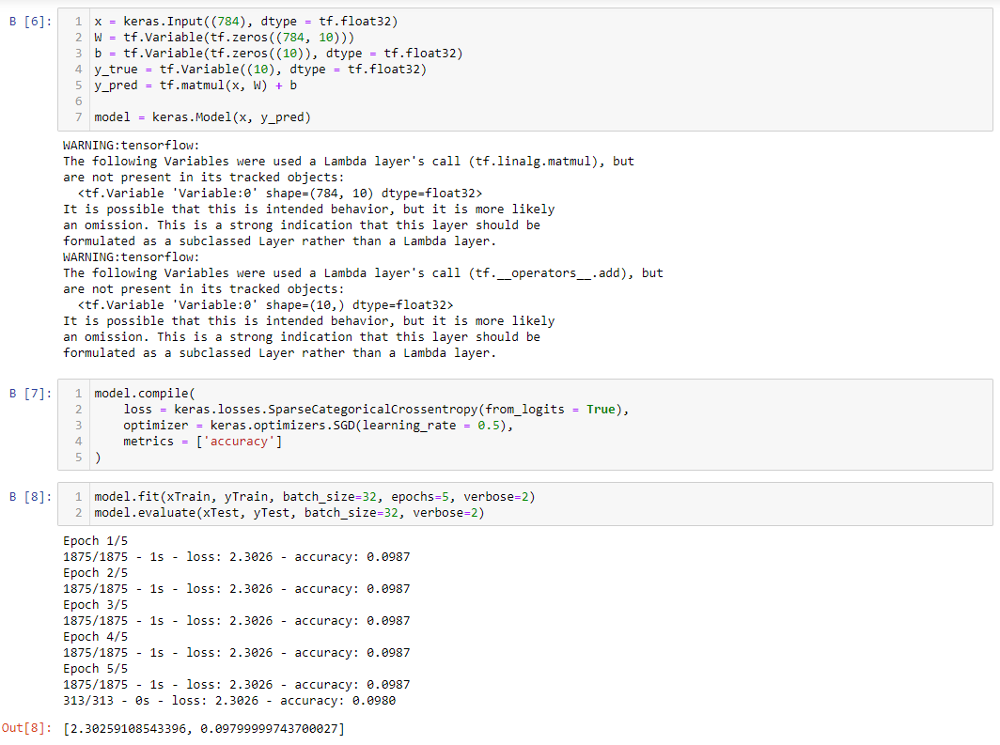 B [6]:
1 x = keras.Input((784), dtype = tf.float32)
2 W = tf.Variable(tf.zeros((784, 10)))
3 b = tf.Variable(tf.zeros((10)), dtype = tf.float32)
4 y_true = tf.Variable((10), dtype = tf.float32)
5 y_pred = tf.matmul(x, W) + b
6
7 model = keras.Model(x, y_pred)
WARNING:tensorflow:
The following Variables were used a Lambda layer's call (tf.linalg.matmul), but
are not present in its tracked objects:
  <tf.Variable 'Variable:0' shape=(784, 10) dtype=float32>
It is possible that this is intended behavior, but it is more likely
an omission. This is a strong indication that this layer should be
formulated as a subclassed Layer rather than a Lambda layer.
WARNING:tensorflow:
The following Variables were used a Lambda layer's call (tf.__operators__.add), but
are not present in its tracked objects:
  <tf.Variable 'Variable:0' shape=(10,) dtype=float32>
It is possible that this is intended behavior, but it is more likely
an omission. This is a strong indication that this layer should be
formulated as a subclassed Layer rather than a Lambda layer.
B [7]:
1 model.compile(
2     loss = keras.losses.SparseCategoricalCrossentropy(from_logits = True),
3     optimizer = keras.optimizers.SGD(learning_rate = 0.5),
4     metrics = ['accuracy']
5 )
B [8]:
1 model.fit(xTrain, yTrain, batch_size=32, epochs=5, verbose=2)
2 model.evaluate(xTest, yTest, batch_size=32, verbose=2)
Epoch 1/5
1875/1875 - 1s - loss: 2.3026 - accuracy: 0.0987
Epoch 2/5
1875/1875 - 1s - loss: 2.3026 - accuracy: 0.0987
Epoch 3/5
1875/1875 - 1s - loss: 2.3026 - accuracy: 0.0987
Epoch 4/5
1875/1875 - 1s - loss: 2.3026 - accuracy: 0.0987
Epoch 5/5
1875/1875 - 1s - loss: 2.3026 - accuracy: 0.0987
313/313 - 0s - loss: 2.3026 - accuracy: 0.0980
Out[8]: [2.30259108543396, 0.09799999743700027]